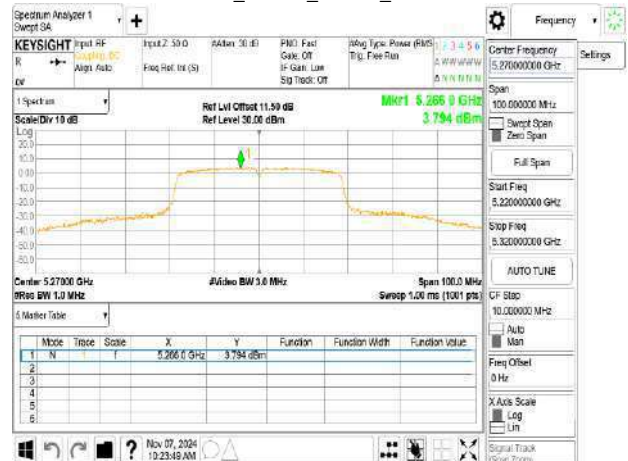 Spectrum Analyzer 1
Swept SA
Frequency
KEYSIGHT
Input: RF
Coupling: DC
Align: Auto
Input Z: 50 Ω
Freq Ref: Int (S)
#Atten: 30 dB
PNO: Fast
Gate: Off
IF Gain: Low
Sig Track: Off
#Avg Type: Power (RMS
Trig: Free Run
1 2 3 4 5 6
A W W W W W
A N N N N N
Center Frequency
5.270000000 GHz
Settings
Span
100.000000 MHz
Swept Span
Zero Span
Full Span
Start Freq
5.220000000 GHz
Stop Freq
5.320000000 GHz
AUTO TUNE
CF Step
10.000000 MHz
Auto
Man
Freq Offset
0 Hz
X Axis Scale
Log
Lin
Signal Track
(Span Zoom)
1 Spectrum
Scale/Div 10 dB
Ref Lvl Offset 11.50 dB
Ref Level 30.00 dBm
Mkr1 5.266 0 GHz
3.794 dBm
Log
20.0
10.0
0.00
-10.0
-20.0
-30.0
-40.0
-50.0
-60.0
1
Center 5.27000 GHz
#Res BW 1.0 MHz
#Video BW 3.0 MHz
Span 100.0 MHz
Sweep 1.00 ms (1001 pts)
5 Marker Table
Mode Trace Scale X Y Function Function Width Function Value
1 N 1 f 5.266 0 GHz 3.794 dBm
2
3
4
5
6
Nov 07, 2024
10:23:49 AM